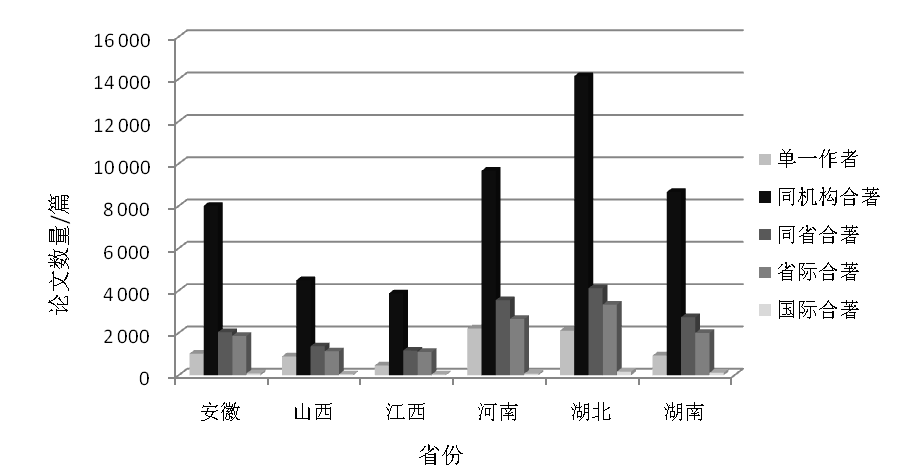 16 000
14 000
12 000
10 000
8 000
6 000
4 000
2 000
0
论文数量/篇
安徽
山西
江西
河南
湖北
湖南
省份
单一作者
同机构合著
同省合著
省际合著
国际合著